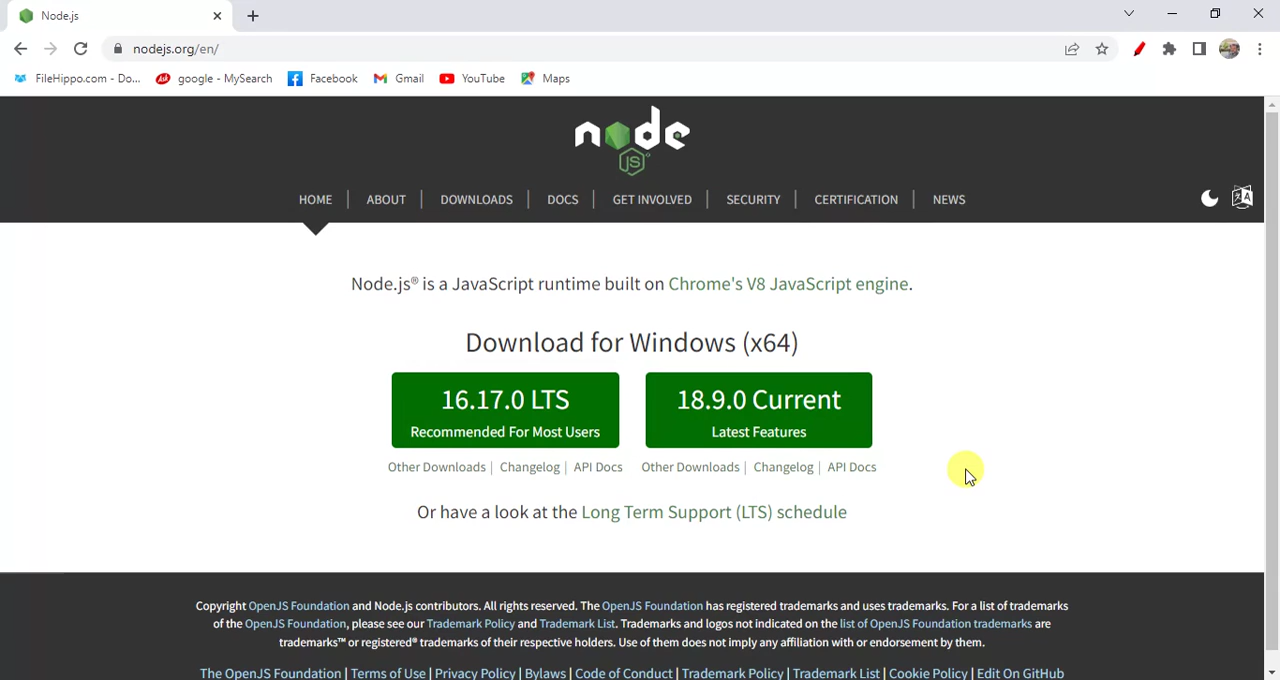 Node.js
nodejs.org/en/
FileHippo.com - Do... google - MySearch Facebook Gmail YouTube Maps
node
JS
HOME ABOUT DOWNLOADS DOCS GET INVOLVED SECURITY CERTIFICATION NEWS
Node.js® is a JavaScript runtime built on Chrome's V8 JavaScript engine.
Download for Windows (x64)
16.17.0 LTS
Recommended For Most Users
18.9.0 Current
Latest Features
Other Downloads | Changelog | API Docs
Other Downloads | Changelog | API Docs
Or have a look at the Long Term Support (LTS) schedule
Copyright OpenJS Foundation and Node.js contributors. All rights reserved. The OpenJS Foundation has registered trademarks and uses trademarks. For a list of trademarks
of the OpenJS Foundation, please see our Trademark Policy and Trademark List. Trademarks and logos not indicated on the list of OpenJS Foundation trademarks are
trademarks™ or registered® trademarks of their respective holders. Use of them does not imply any affiliation with or endorsement by them.
The OpenJS Foundation | Terms of Use | Privacy Policy | Bylaws | Code of Conduct | Trademark Policy | Trademark List | Cookie Policy | Edit On GitHub